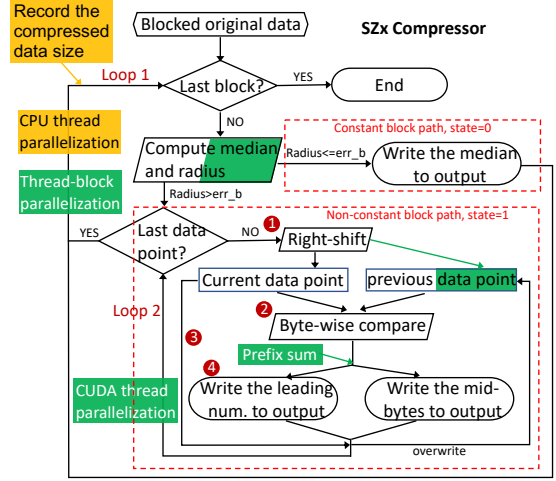 Record the
compressed
data size
Blocked original data
SZx Compressor
Loop 1
Last block?
YES
End
NO
CPU thread
parallelization
Constant block path, state=0
Compute median
and radius
Radius<=err_b
Write the median
to output
Thread-block
parallelization
Radius>err_b
Non-constant block path, state=1
YES
Last data
point?
NO
1
Right-shift
Current data point
previous data point
Loop 2
2
Byte-wise compare
3
Prefix sum
4
CUDA thread
parallelization
Write the leading
num. to output
Write the mid-
bytes to output
overwrite